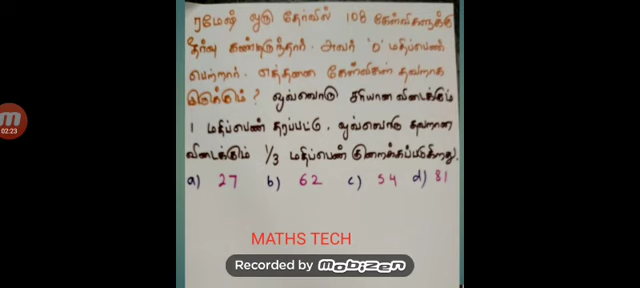 ரமேஷ் ஒரு தேர்வில் 108 கேள்விகளுக்கு
தீர்வு கண்டிருந்தார். அவர் '0' மதிப்பெண்
பெற்றார். எத்தனை கேள்விகள் தவறாக
இருக்கும்? ஒவ்வொரு சரியான விடைக்கும்
1 மதிப்பெண் தரப்பட்டு, ஒவ்வொரு தவறான
விடைக்கும் 1/3 மதிப்பெண் குறைக்கப்படுகிறது.
a) 27 b) 62 c) 54 d) 81
02:23
MATHS TECH
Recorded by mobizen